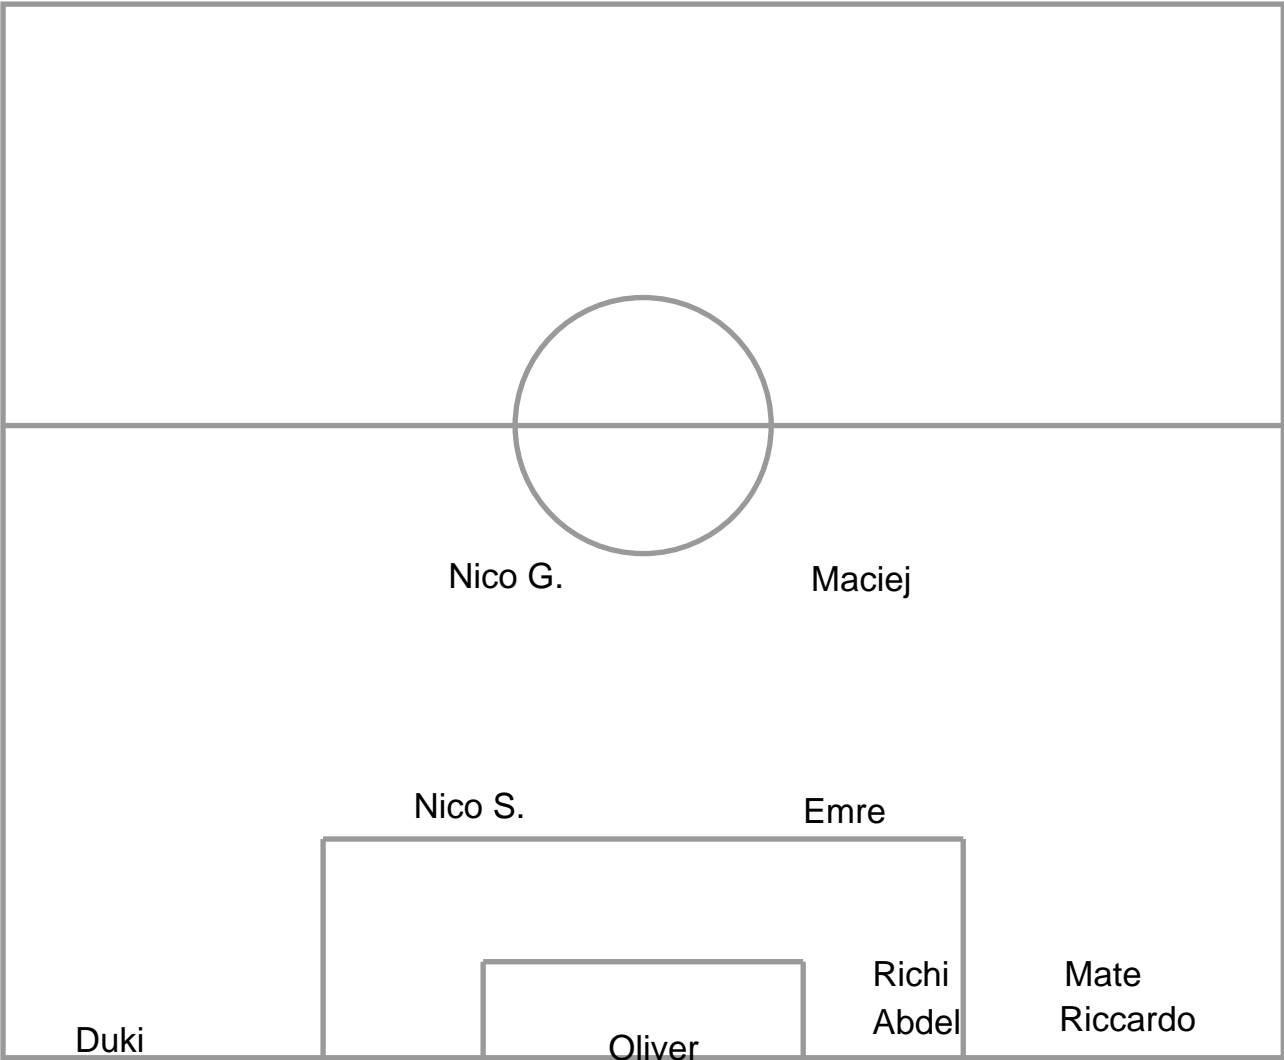 Nico G.
Maciej
Nico S.
Emre
Richi
Mate
Abdel
Riccardo
Duki
Oliver